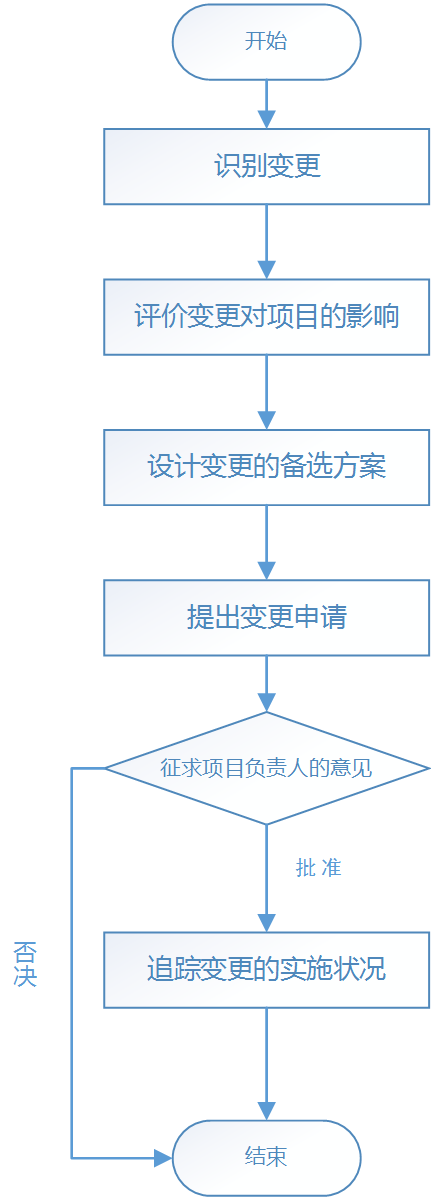 开始
识别变更
评价变更对项目的影响
设计变更的备选方案
提出变更申请
征求项目负责人的意见
批 准
否决
追踪变更的实施状况
结束